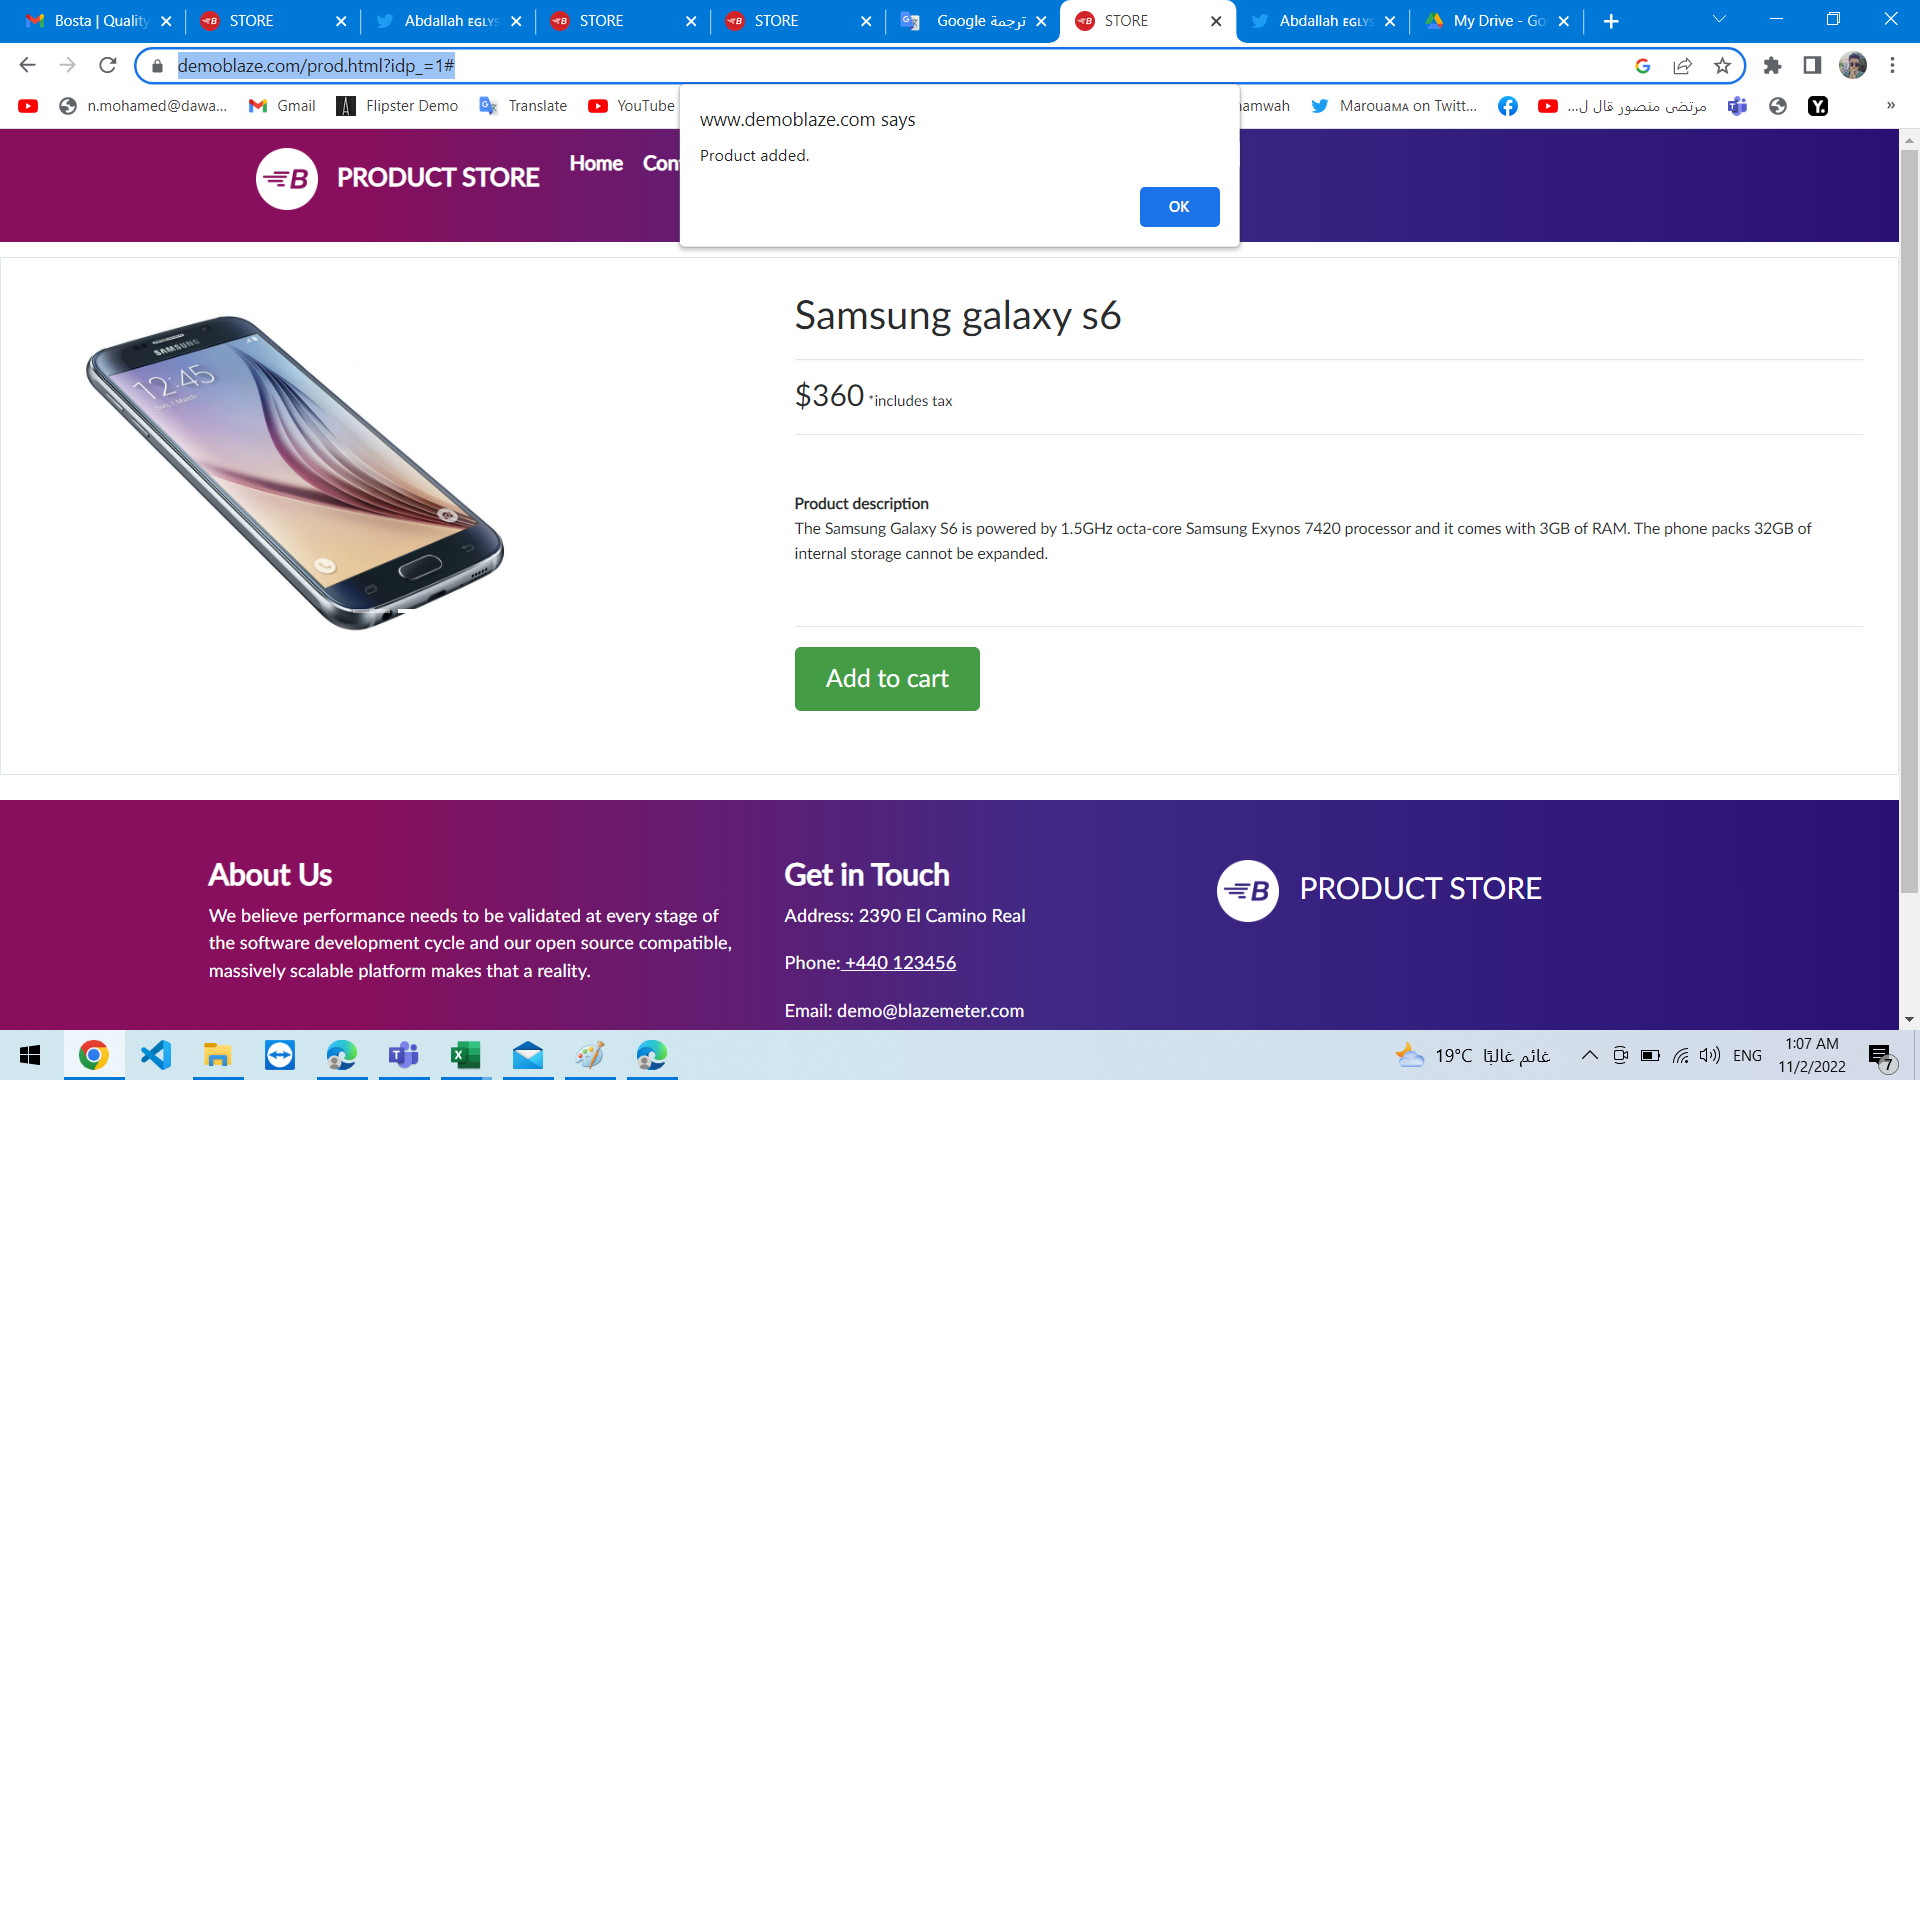 Bosta | Quality
STORE
Abdallah ᴇɢʟʏs
STORE
STORE
ترجمة Google
STORE
Abdallah ᴇɢʟʏs
My Drive - Go
demoblaze.com/prod.html?idp_=1#
n.mohamed@dawa...
Gmail
Flipster Demo
Translate
YouTube
amwah
Marouaᴍᴀ on Twitt...
مرتضى منصور قال ل...
www.demoblaze.com says
Product added.
OK
PRODUCT STORE
Home
Con
SAMSUNG
12:45
Samsung galaxy s6
$360 *includes tax
Product description
The Samsung Galaxy S6 is powered by 1.5GHz octa-core Samsung Exynos 7420 processor and it comes with 3GB of RAM. The phone packs 32GB of
internal storage cannot be expanded.
Add to cart
About Us
We believe performance needs to be validated at every stage of
the software development cycle and our open source compatible,
massively scalable platform makes that a reality.
Get in Touch
Address: 2390 El Camino Real
Phone: +440 123456
Email: demo@blazemeter.com
PRODUCT STORE
19°C غائم غالبًا
ENG
1:07 AM
11/2/2022
7